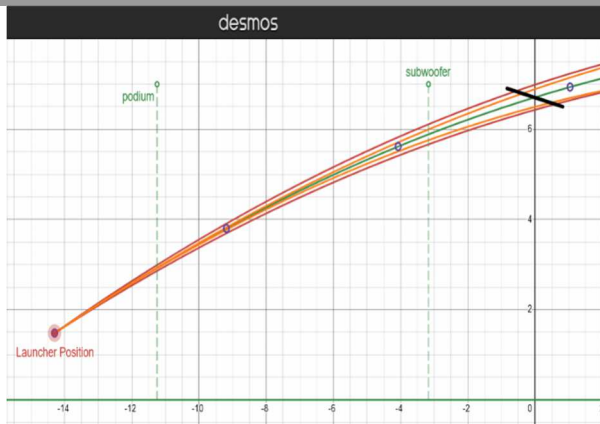 desmos
subwoofer
podium
6
4
2
Launcher Position
-14 -12 -10 -8 -6 -4 -2 0